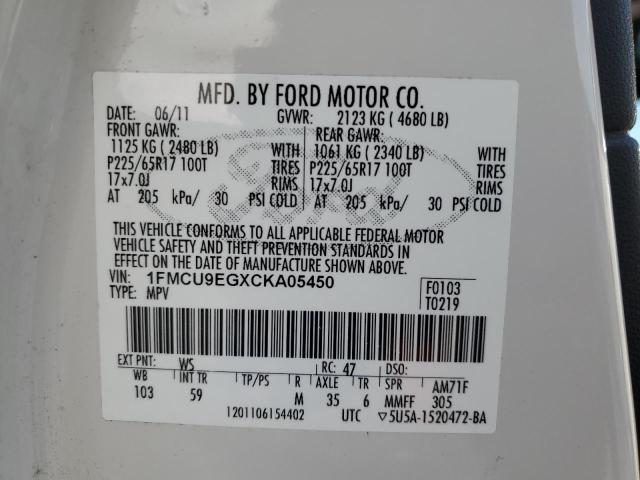 MFD. BY FORD MOTOR CO.
DATE: 06/11 GVWR: 2123 KG ( 4680 LB)
FRONT GAWR: REAR GAWR:
1125 KG ( 2480 LB) WITH 1061 KG ( 2340 LB) WITH
P225/65R17 100T TIRES P225/65R17 100T TIRES
17x7.0J RIMS 17x7.0J RIMS
AT 205 kPa/ 30 PSI COLD AT 205 kPa/ 30 PSI COLD
THIS VEHICLE CONFORMS TO ALL APPLICABLE FEDERAL MOTOR
VEHICLE SAFETY AND THEFT PREVENTION STANDARDS IN
EFFECT ON THE DATE OF MANUFACTURE SHOWN ABOVE.
VIN: 1FMCU9EGXCKA05450 F0103
TYPE: MPV T0219
EXT PNT: WS RC: 47 DSO:
WB INT TR TP/PS R AXLE TR SPR AM71F
103 59 M 35 6 MMFF 305
1201106154402 UTC ▽5U5A-1520472-BA
Ford